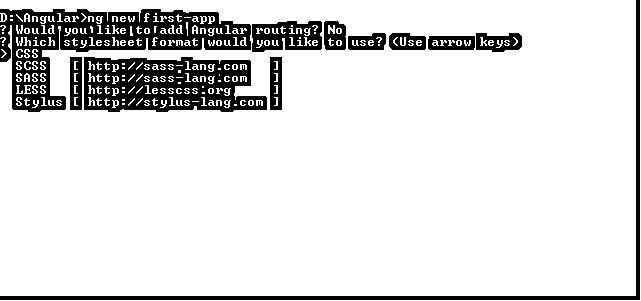 D:\Angular>ng new first-app
? Would you like to add Angular routing? No
? Which stylesheet format would you like to use? (Use arrow keys)
> CSS
SCSS [ http://sass-lang.com ]
SASS [ http://sass-lang.com ]
LESS [ http://lesscss.org ]
Stylus [ http://stylus-lang.com ]